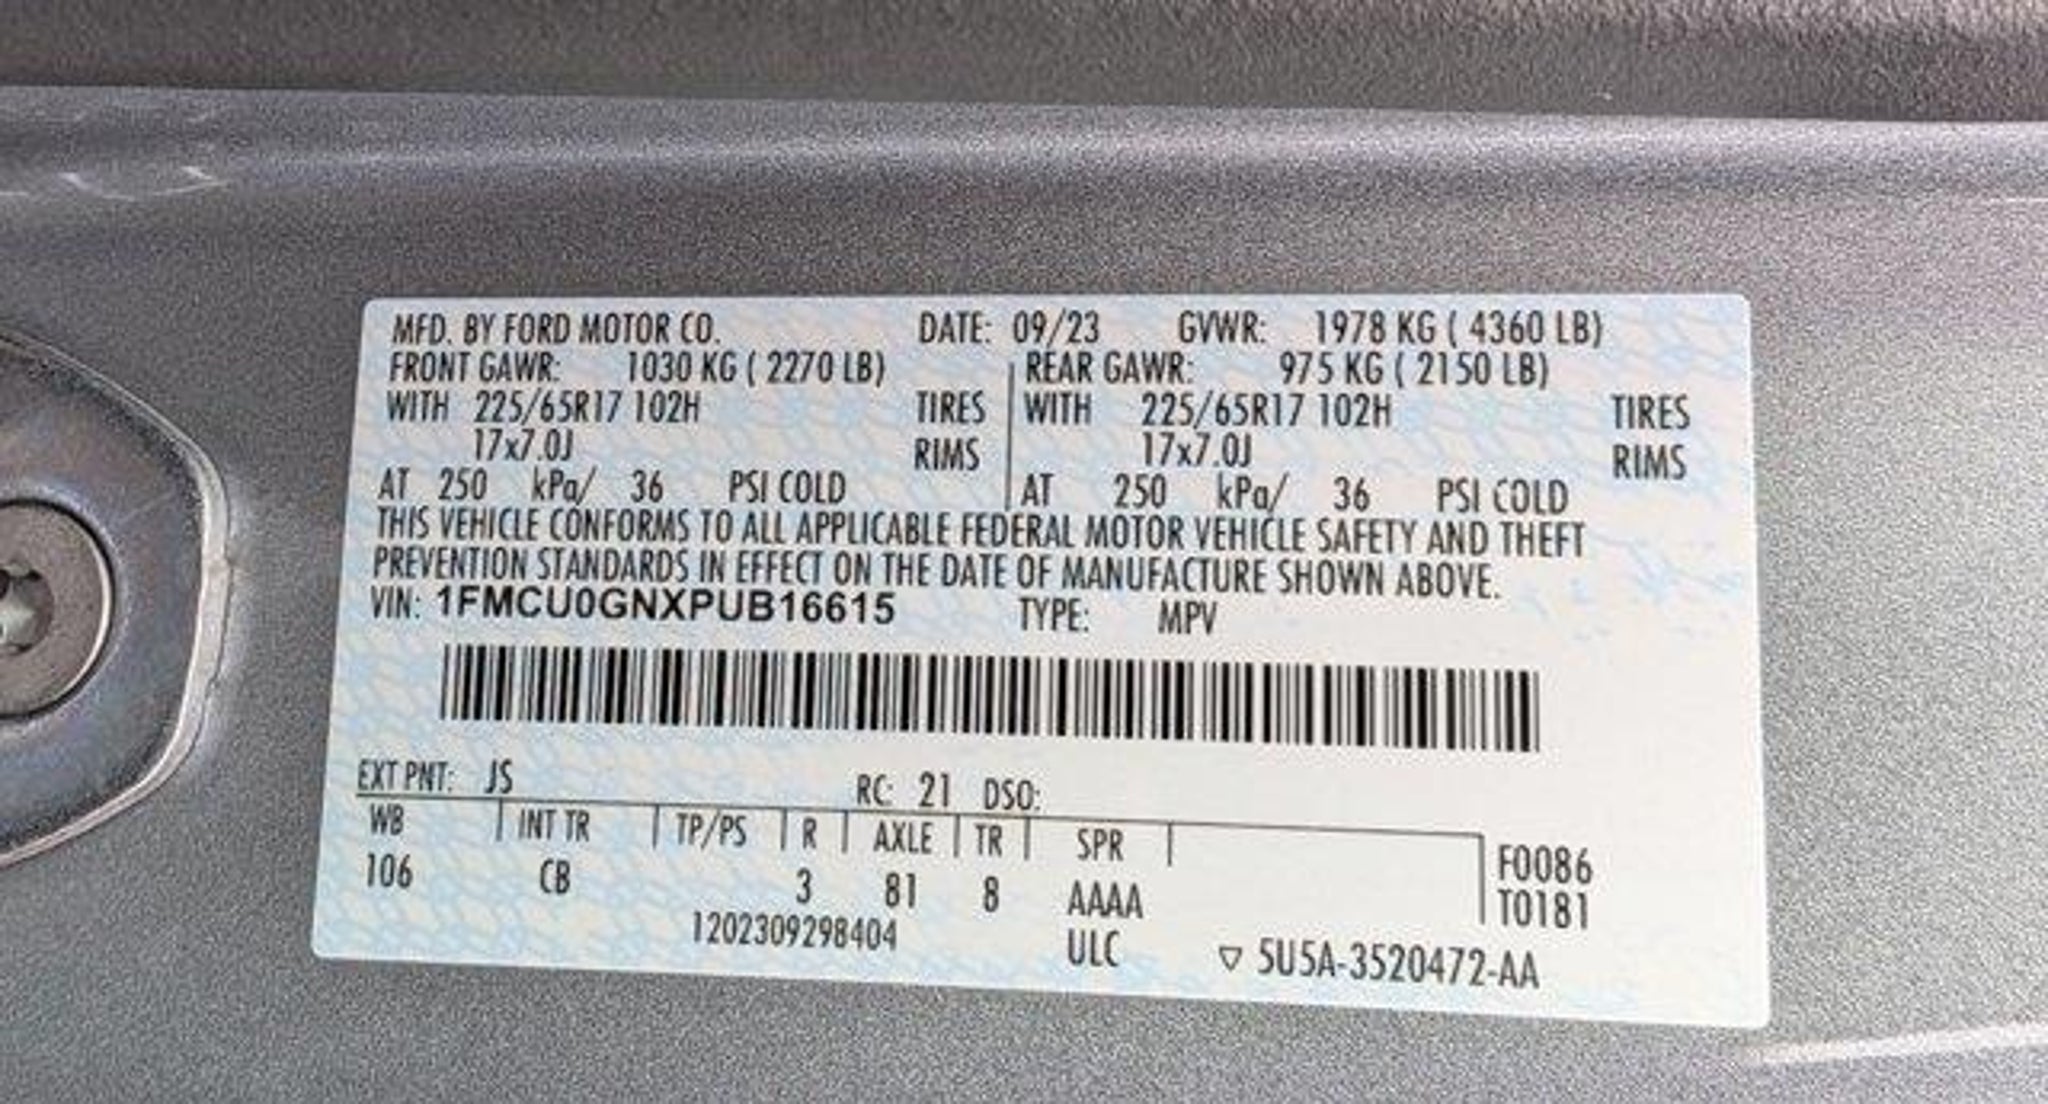 MFD. BY FORD MOTOR CO. DATE: 09/23 GVWR: 1978 KG ( 4360 LB)
FRONT GAWR: 1030 KG ( 2270 LB) REAR GAWR: 975 KG ( 2150 LB)
WITH 225/65R17 102H TIRES WITH 225/65R17 102H TIRES
17x7.0J RIMS 17x7.0J RIMS
AT 250 kPa/ 36 PSI COLD AT 250 kPa/ 36 PSI COLD
THIS VEHICLE CONFORMS TO ALL APPLICABLE FEDERAL MOTOR VEHICLE SAFETY AND THEFT
PREVENTION STANDARDS IN EFFECT ON THE DATE OF MANUFACTURE SHOWN ABOVE.
VIN: 1FMCU0GNXPUB16615 TYPE: MPV
EXT PNT: JS RC: 21 DSO:
WB INT TR TP/PS R AXLE TR SPR
106 CB 3 81 8 AAAA
F0086
T0181
1202309298404 ULC ▽ 5U5A-3520472-AA